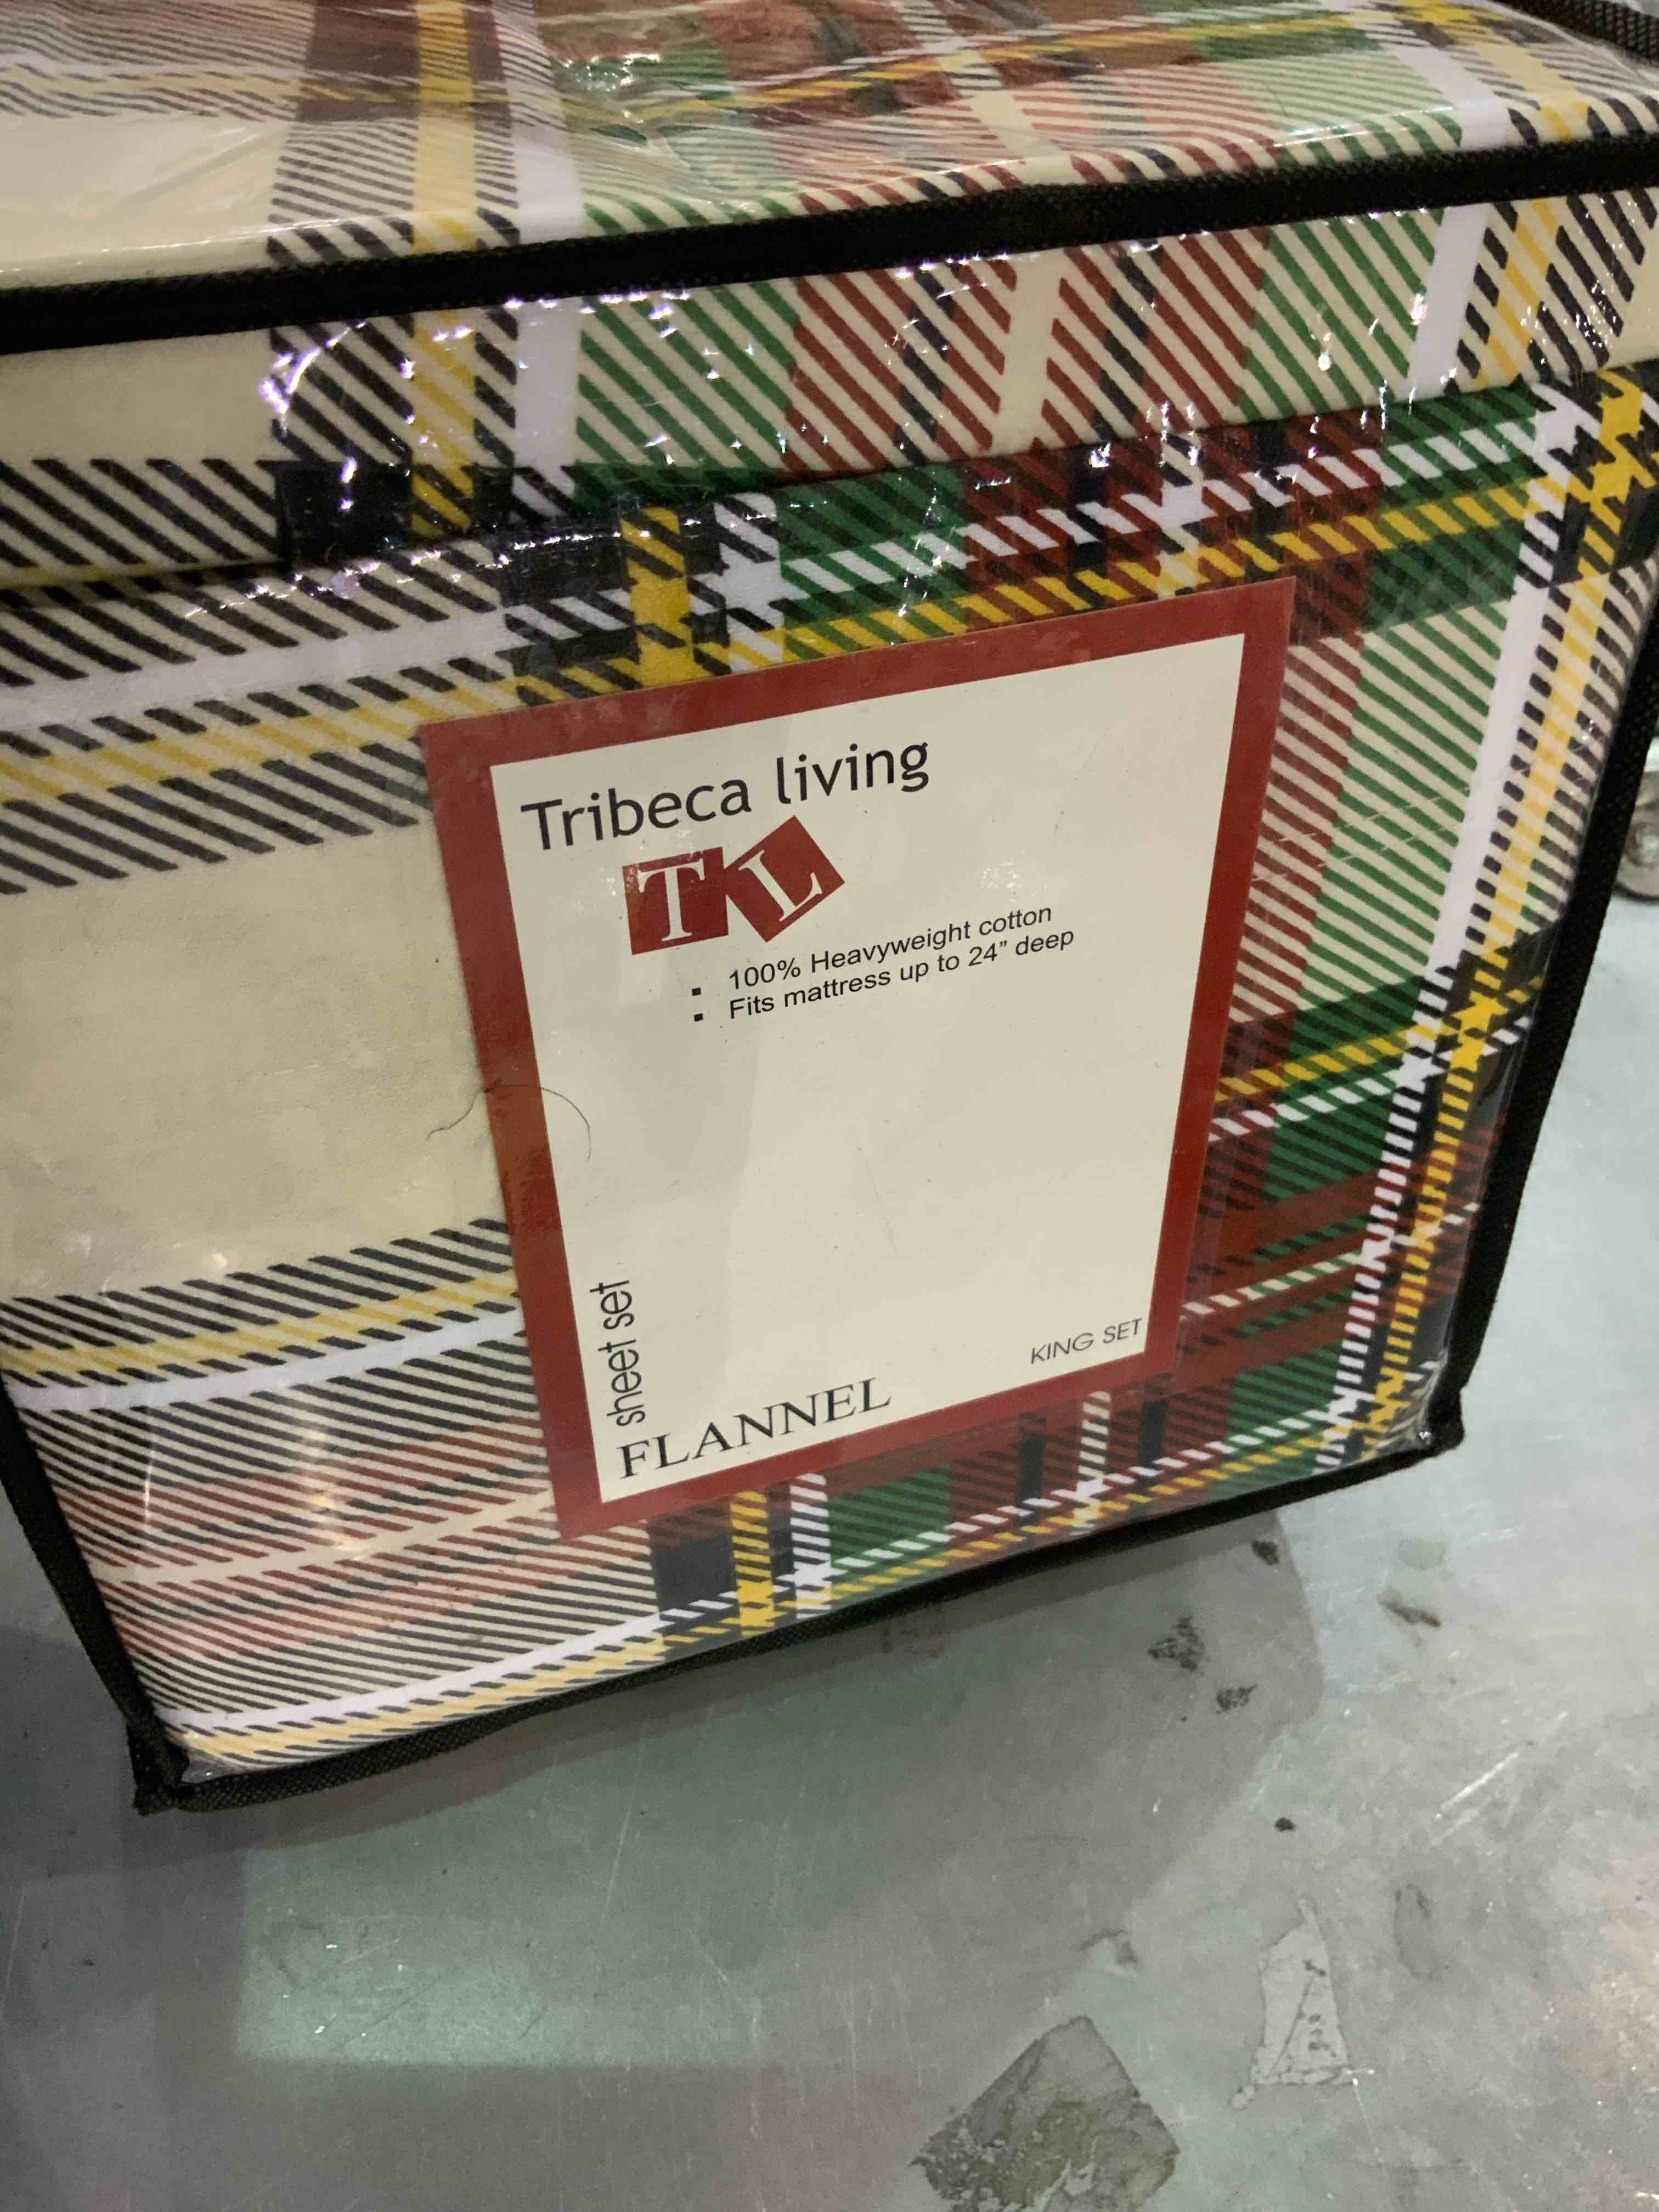 Tribeca living
TL
▪ 100% Heavyweight cotton
▪ Fits mattress up to 24” deep
sheet set
FLANNEL
KING SET